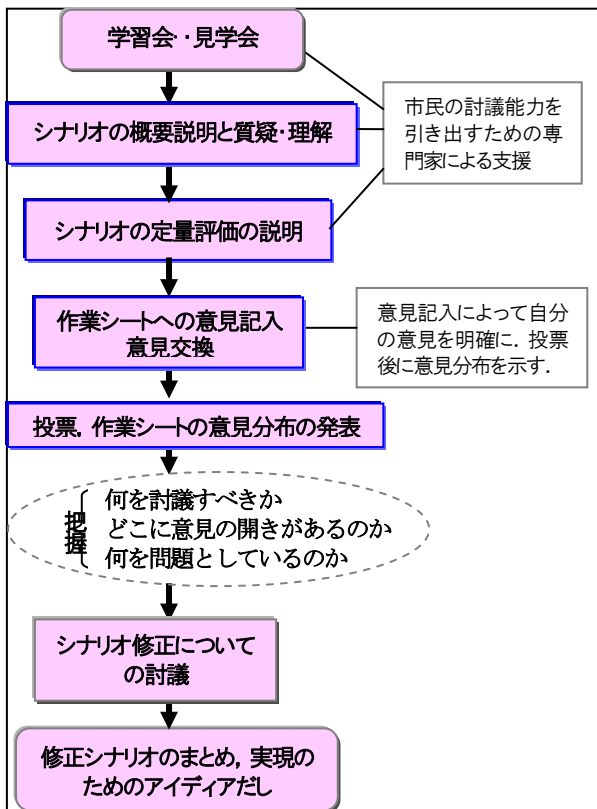 学習会・・見学会
市民の討議能力を
引き出すための専
門家による支援
シナリオの概要説明と質疑・理解
シナリオの定量評価の説明
作業シートへの意見記入
意見交換
意見記入によって自分
の意見を明確に．投票
後に意見分布を示す．
投票，作業シートの意見分布の発表
把握
何を討議すべきか
どこに意見の開きがあるのか
何を問題としているのか
シナリオ修正について
の討議
修正シナリオのまとめ，実現の
ためのアイディアだし